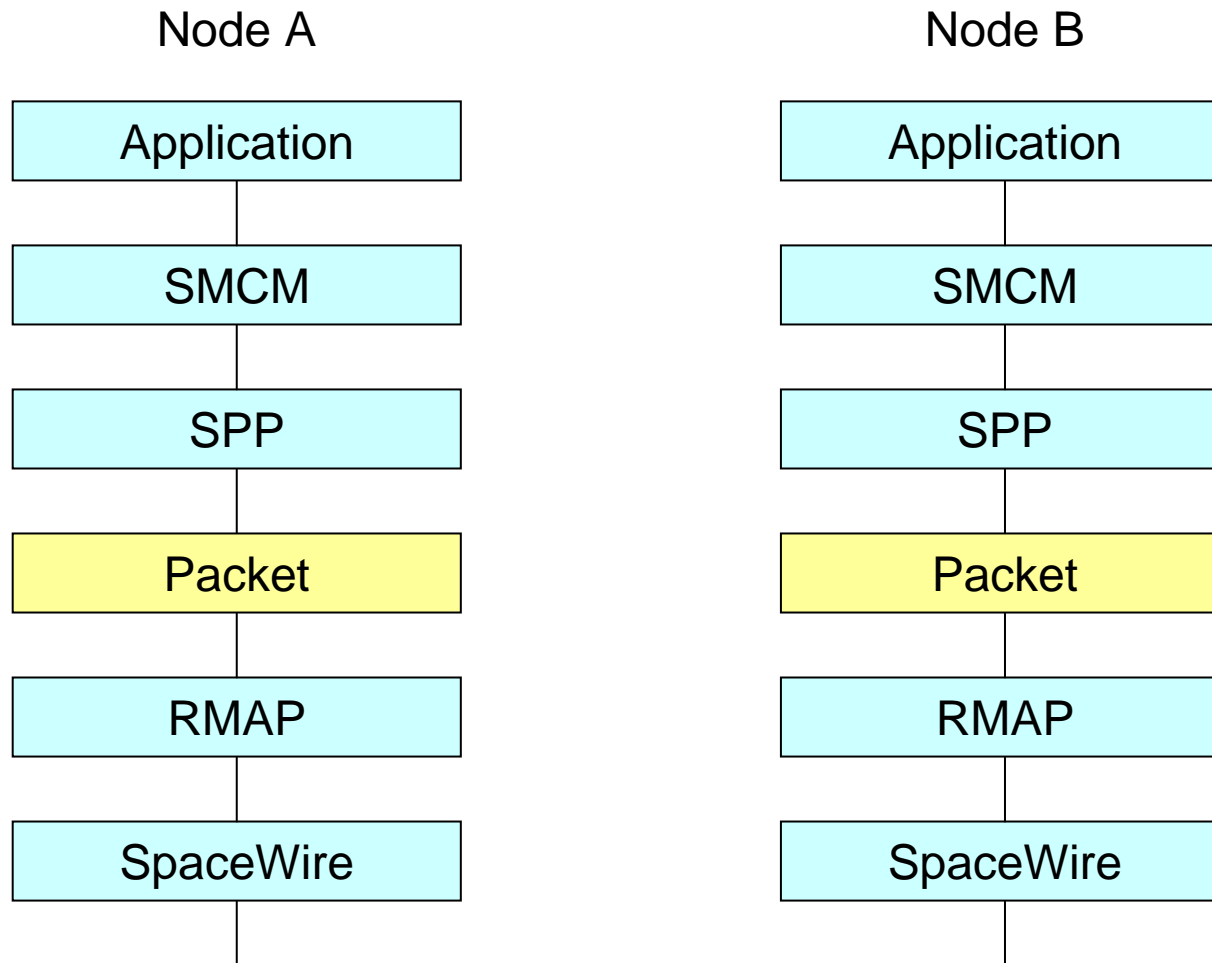 Node A
Node B
Application
Application
SMCM
SMCM
SPP
SPP
Packet
Packet
RMAP
RMAP
SpaceWire
SpaceWire